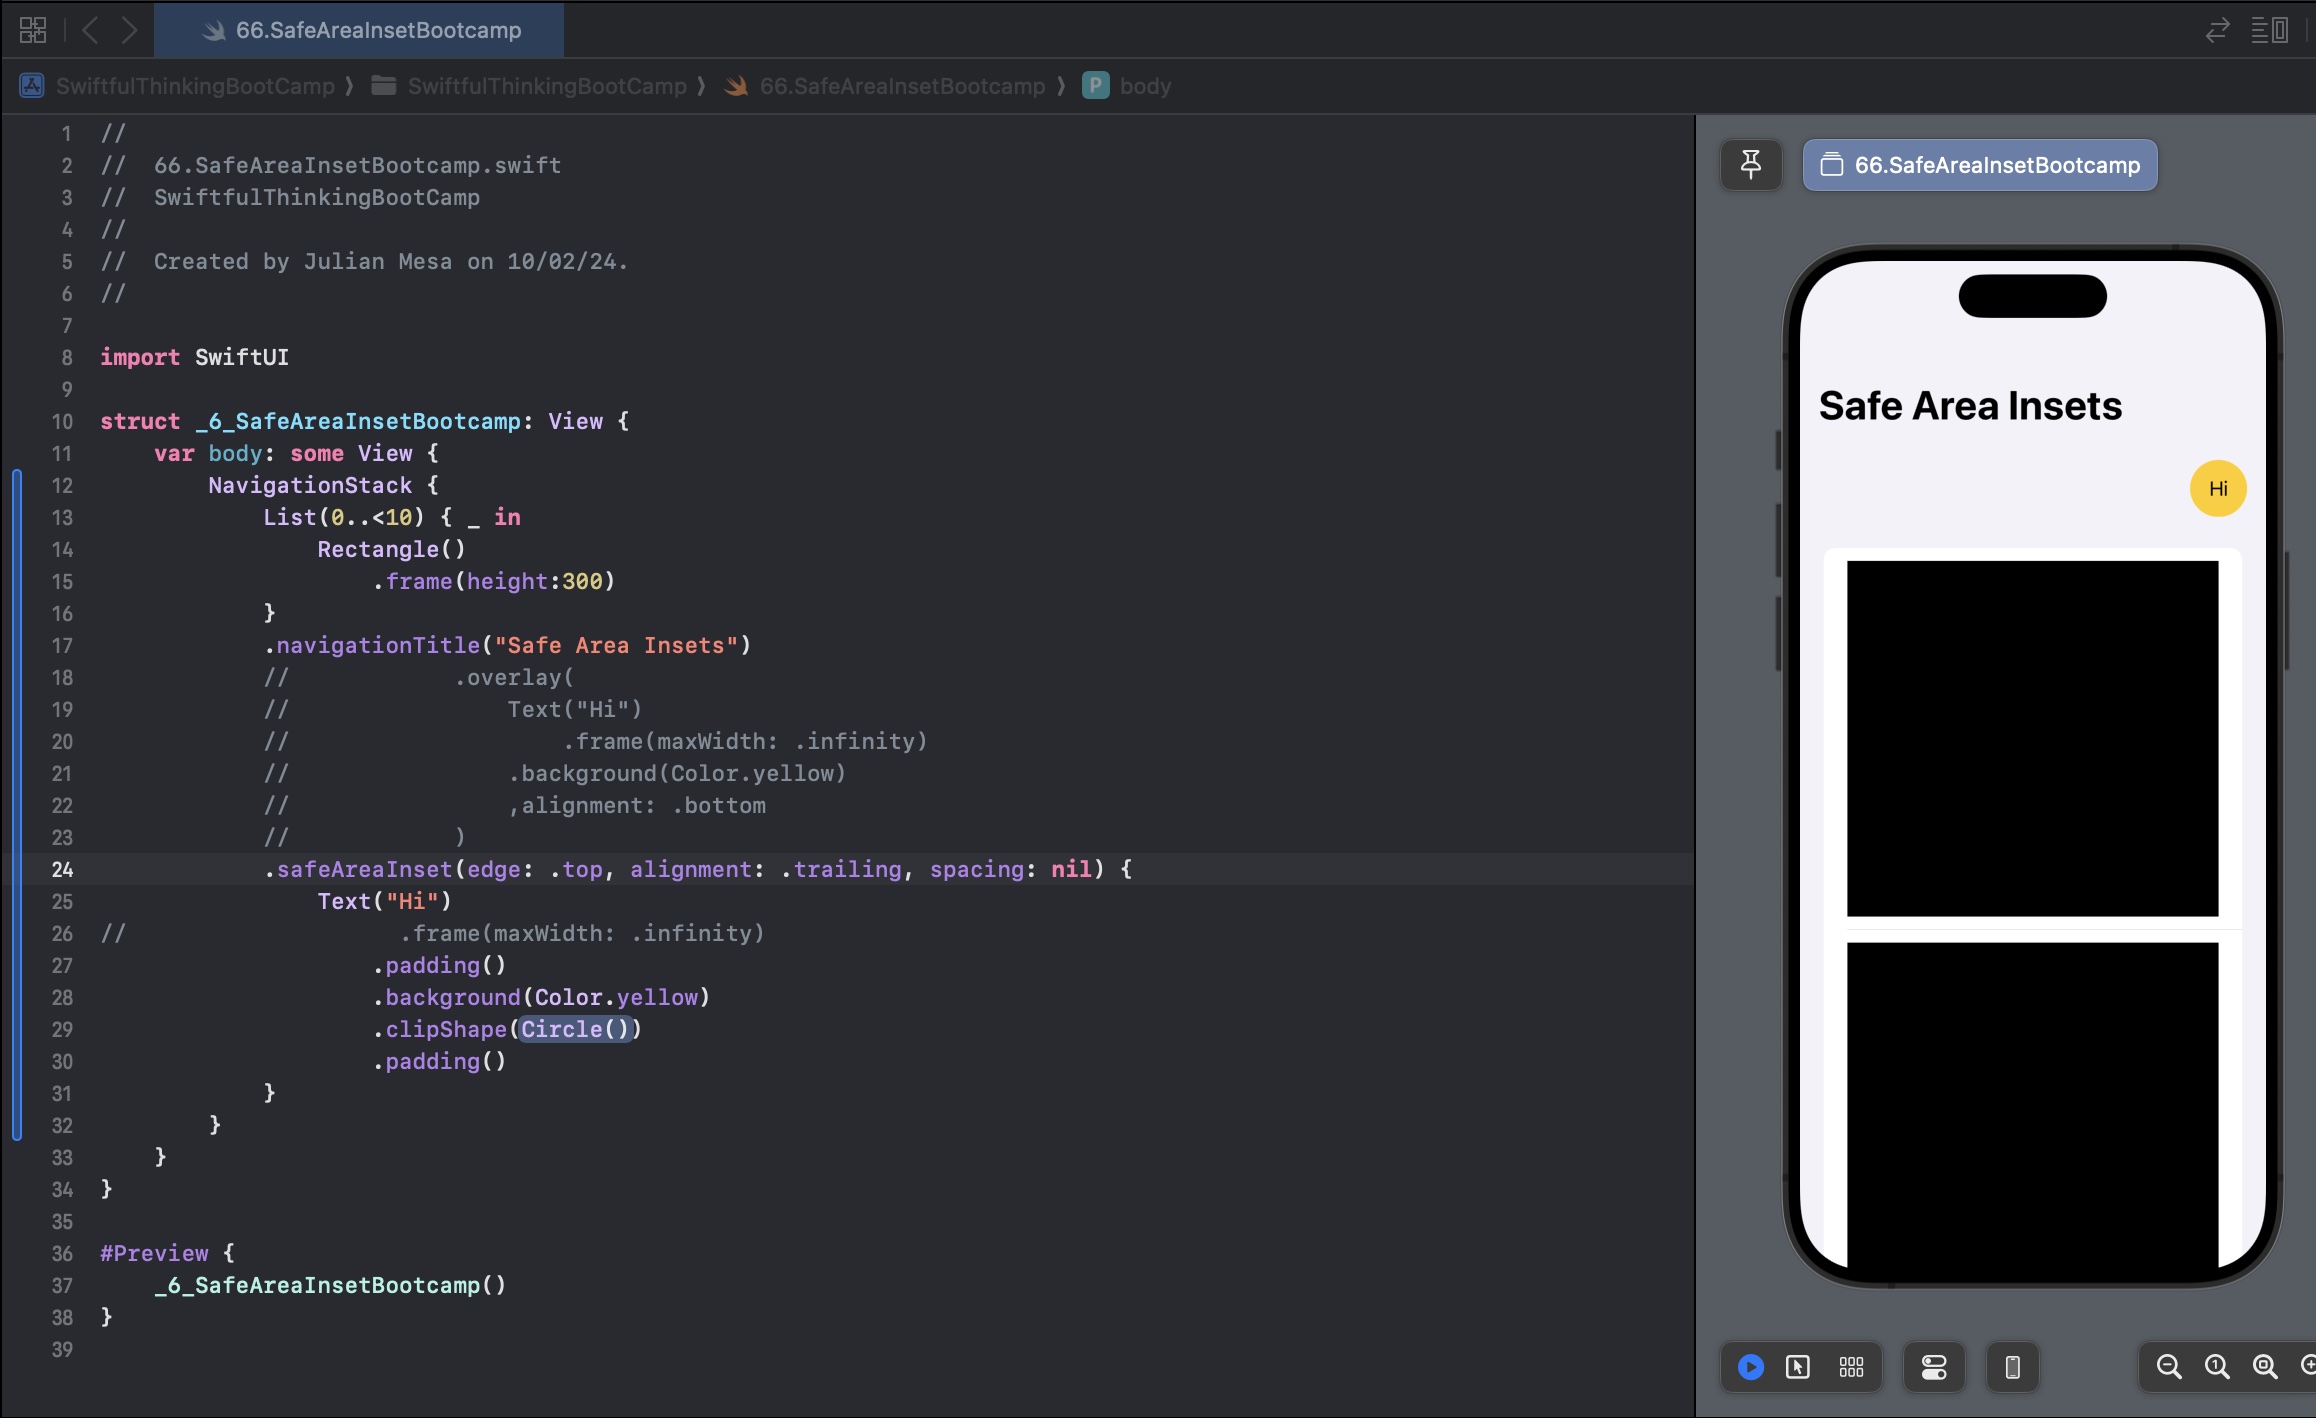 66.SafeAreaInsetBootcamp
SwiftfulThinkingBootCamp ⟩ SwiftfulThinkingBootCamp ⟩ 66.SafeAreaInsetBootcamp ⟩ P body
1 //
2 //  66.SafeAreaInsetBootcamp.swift
3 //  SwiftfulThinkingBootCamp
4 //
5 //  Created by Julian Mesa on 10/02/24.
6 //
7
8 import SwiftUI
9
10 struct _6_SafeAreaInsetBootcamp: View {
11     var body: some View {
12         NavigationStack {
13             List(0..<10) { _ in
14                 Rectangle()
15                     .frame(height:300)
16             }
17             .navigationTitle("Safe Area Insets")
18             //            .overlay(
19             //                Text("Hi")
20             //                    .frame(maxWidth: .infinity)
21             //                .background(Color.yellow)
22             //                ,alignment: .bottom
23             //            )
24             .safeAreaInset(edge: .top, alignment: .trailing, spacing: nil) {
25                 Text("Hi")
26 //                    .frame(maxWidth: .infinity)
27                     .padding()
28                     .background(Color.yellow)
29                     .clipShape(Circle())
30                     .padding()
31             }
32         }
33     }
34 }
35
36 #Preview {
37     _6_SafeAreaInsetBootcamp()
38 }
39
66.SafeAreaInsetBootcamp
Safe Area Insets
Hi